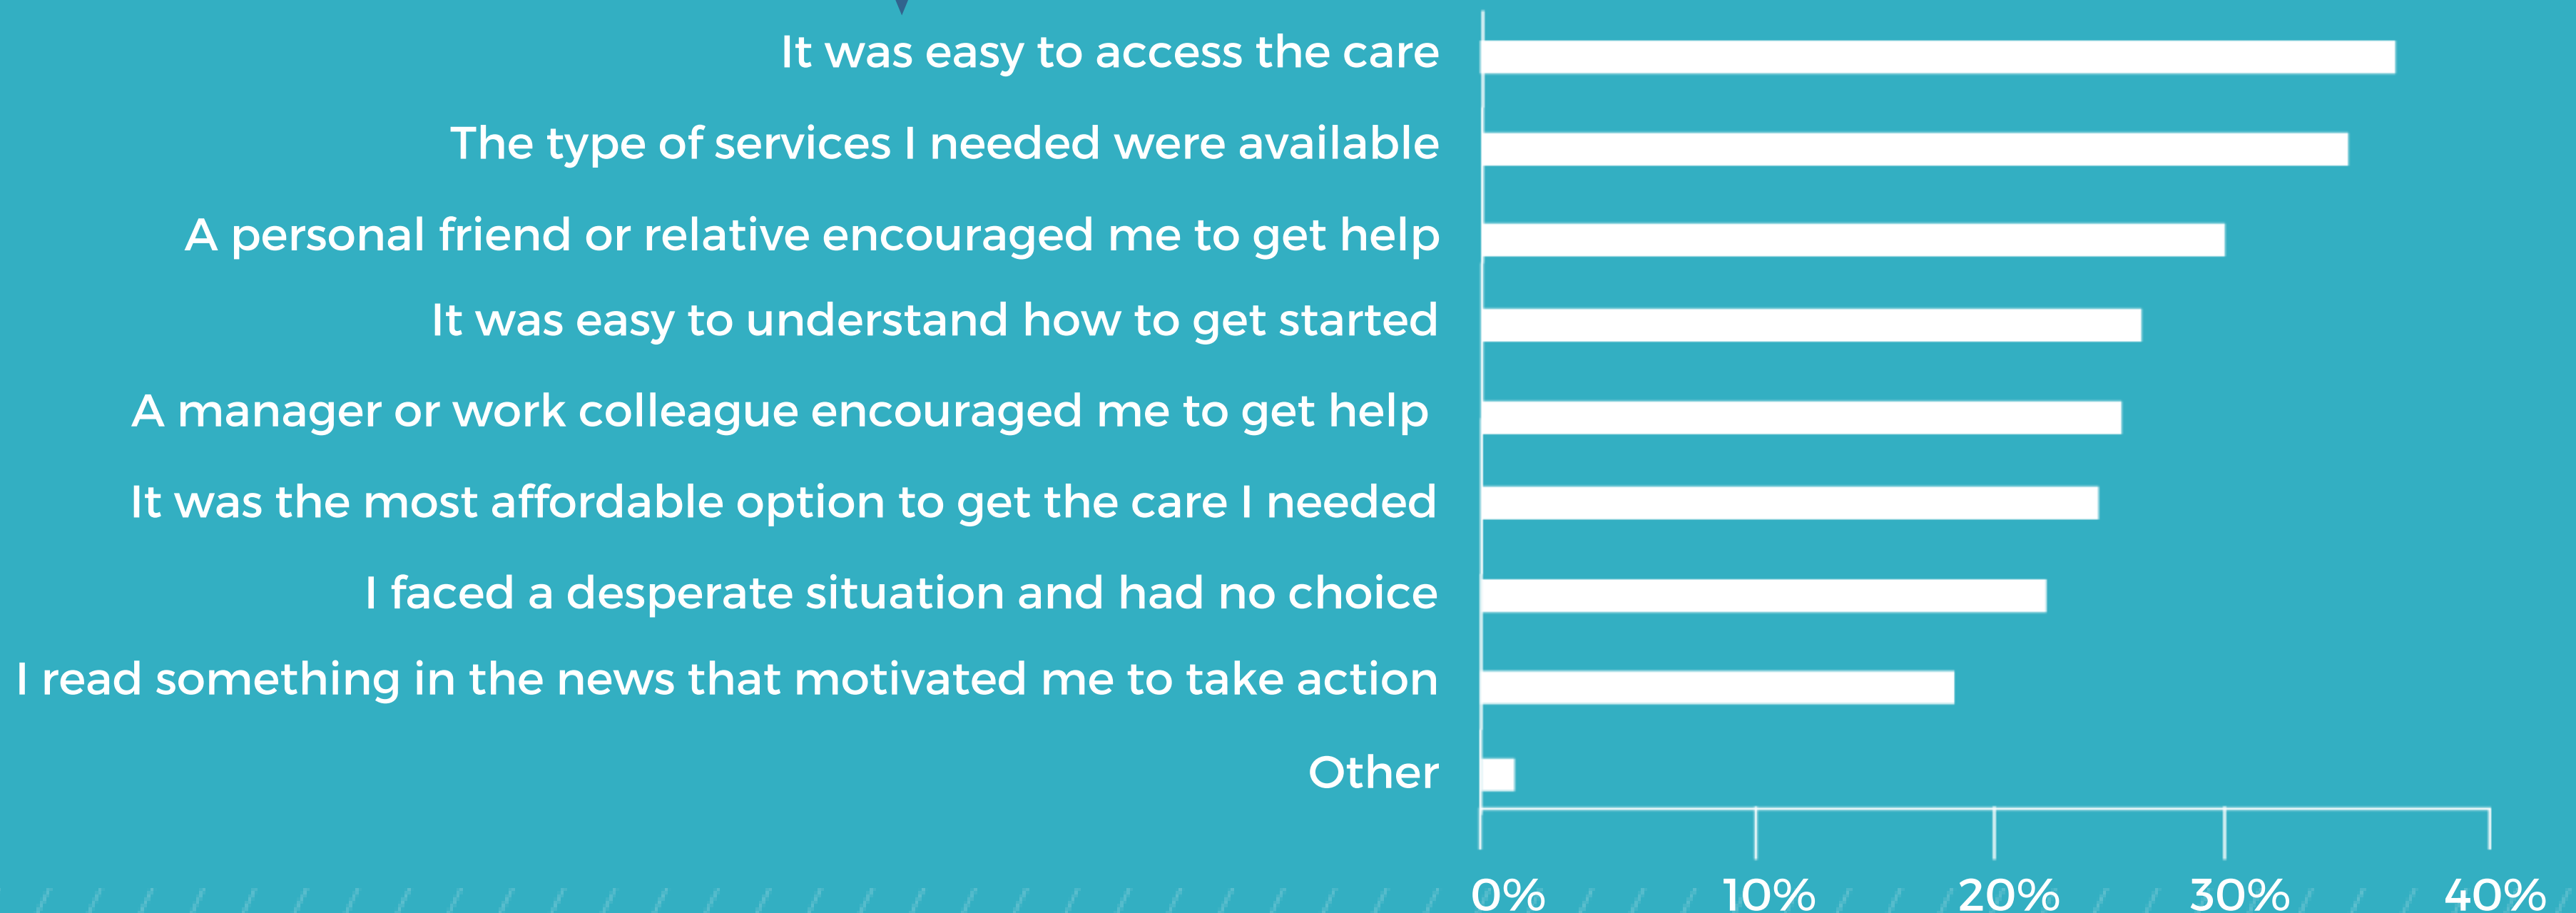 It was easy to access the care
The type of services I needed were available
A personal friend or relative encouraged me to get help
It was easy to understand how to get started
A manager or work colleague encouraged me to get help
It was the most affordable option to get the care I needed
I faced a desperate situation and had no choice
I read something in the news that motivated me to take action
Other
0% 10% 20% 30% 40%